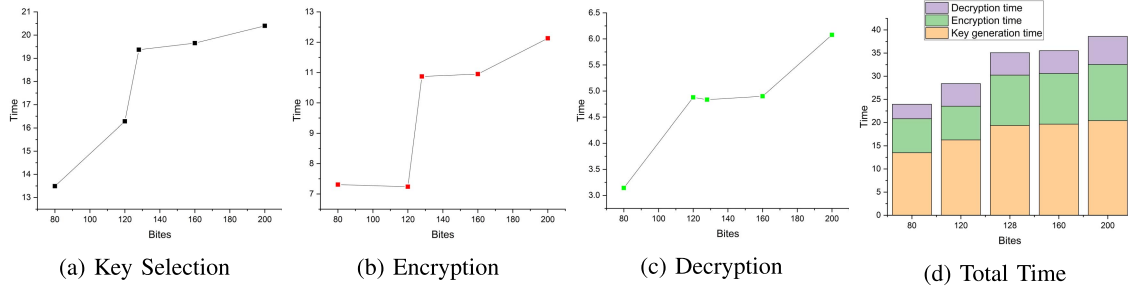 21
20
19
18
17
16
15
14
13
Time
80 100 120 140 160 180 200
Bites
(a) Key Selection
13
12
11
10
9
8
7
Time
80 100 120 140 160 180 200
Bites
(b) Encryption
6.5
6.0
5.5
5.0
4.5
4.0
3.5
3.0
Time
80 100 120 140 160 180 200
Bites
(c) Decryption
Decryption time
Encryption time
Key generation time
40
35
30
25
20
15
10
5
0
Time
80 120 128 160 200
Bites
(d) Total Time